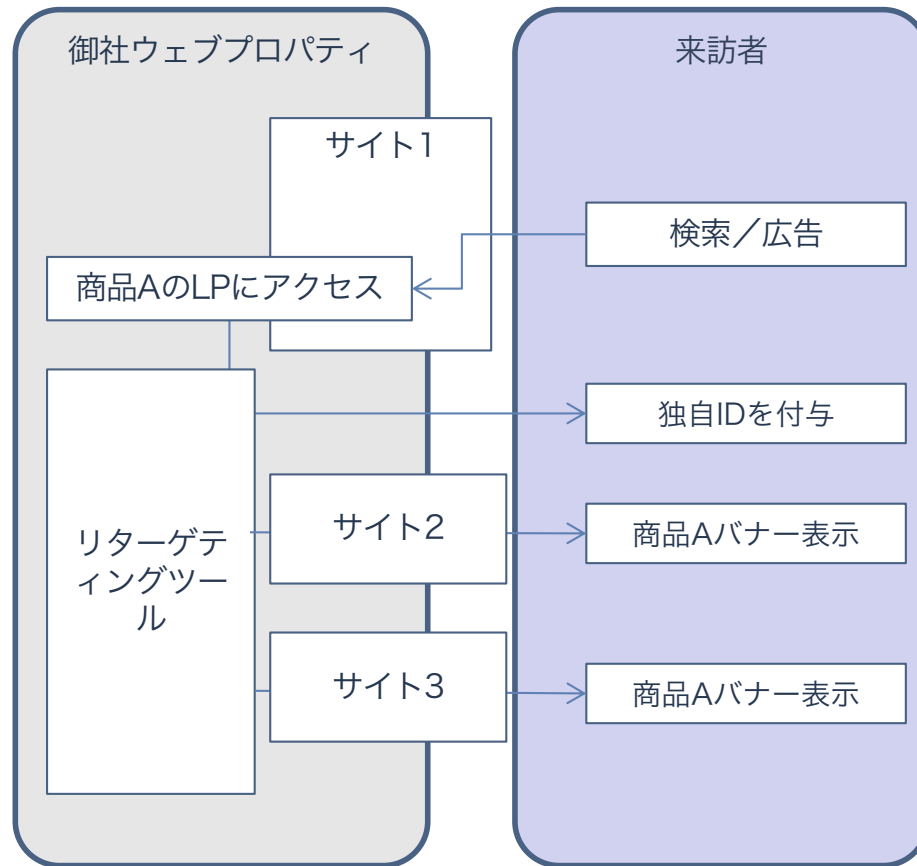 御社ウェブプロパティ
来訪者
サイト1
検索／広告
商品AのLPにアクセス
独自IDを付与
サイト2
商品Aバナー表示
リターゲテ
ィングツー
ル
サイト3
商品Aバナー表示